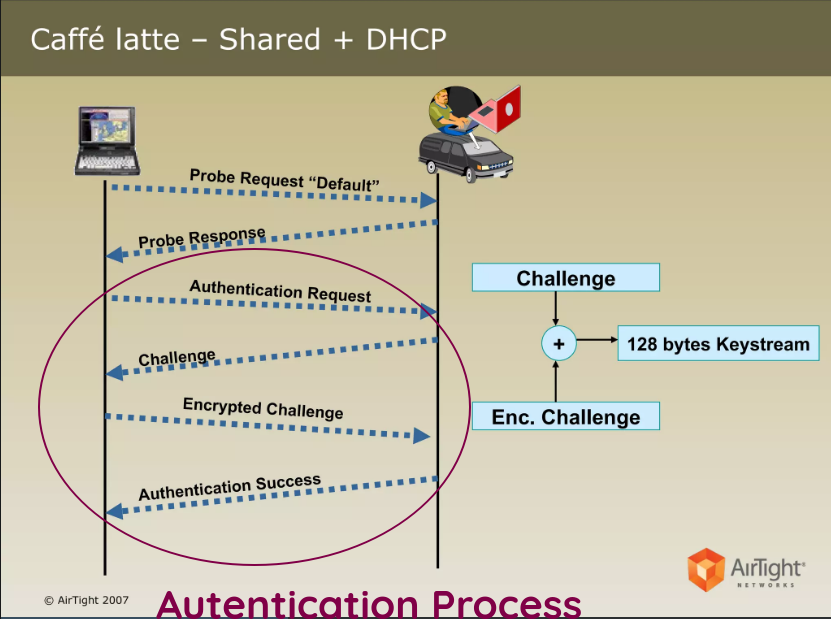 Caffé latte – Shared + DHCP
Probe Request “Default”
Probe Response
Authentication Request
Challenge
Encrypted Challenge
Authentication Success
Challenge
+
128 bytes Keystream
Enc. Challenge
AirTight®
NETWORKS
© AirTight 2007
Autentication Process